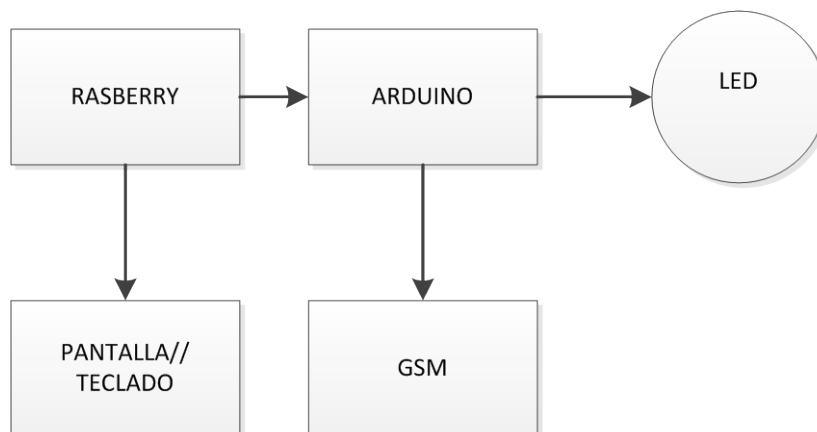 RASBERRY
ARDUINO
LED
PANTALLA//
TECLADO
GSM